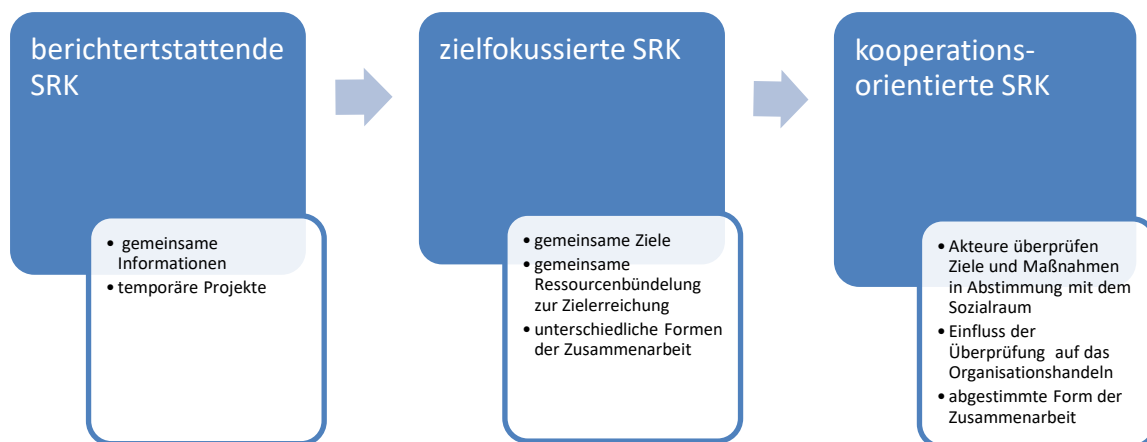 berichtertstattende
SRK
• gemeinsame
Informationen
• temporäre Projekte
zielfokussierte SRK
• gemeinsame Ziele
• gemeinsame
Ressourcenbündelung
zur Zielerreichung
• unterschiedliche Formen
der Zusammenarbeit
kooperations-
orientierte SRK
• Akteure überprüfen
Ziele und Maßnahmen
in Abstimmung mit dem
Sozialraum
• Einfluss der
Überprüfung auf das
Organisationshandeln
• abgestimmte Form der
Zusammenarbeit